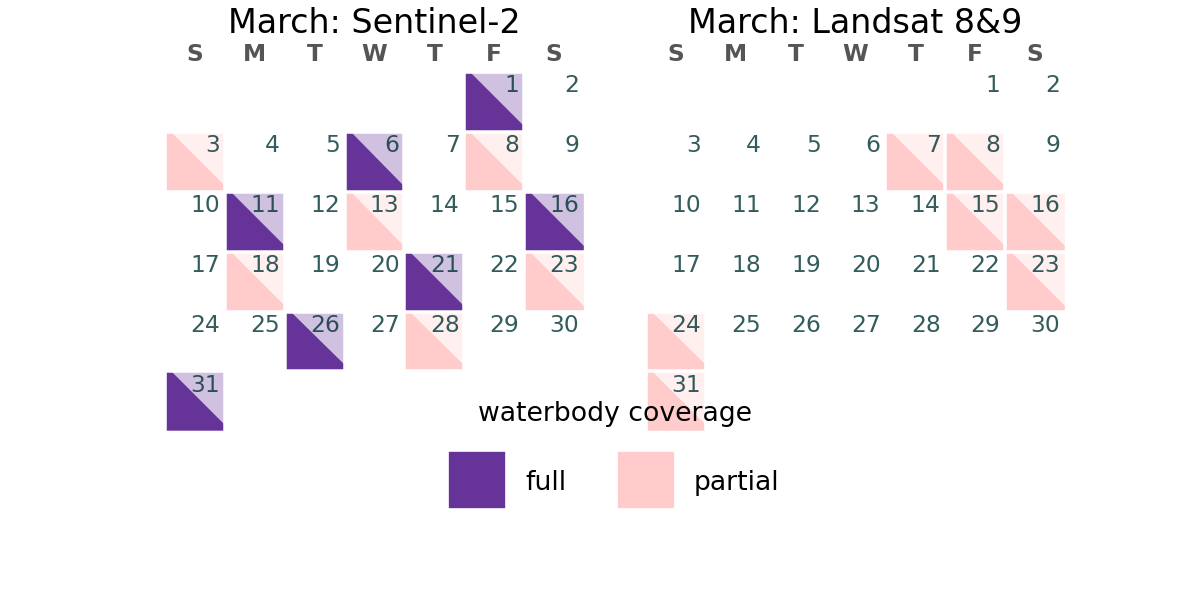 March: Sentinel-2
S M T W T F S
1 2
3 4 5 6 7 8 9
10 11 12 13 14 15 16
17 18 19 20 21 22 23
24 25 26 27 28 29 30
31
March: Landsat 8&9
S M T W T F S
1 2
3 4 5 6 7 8 9
10 11 12 13 14 15 16
17 18 19 20 21 22 23
24 25 26 27 28 29 30
31
waterbody coverage
full partial